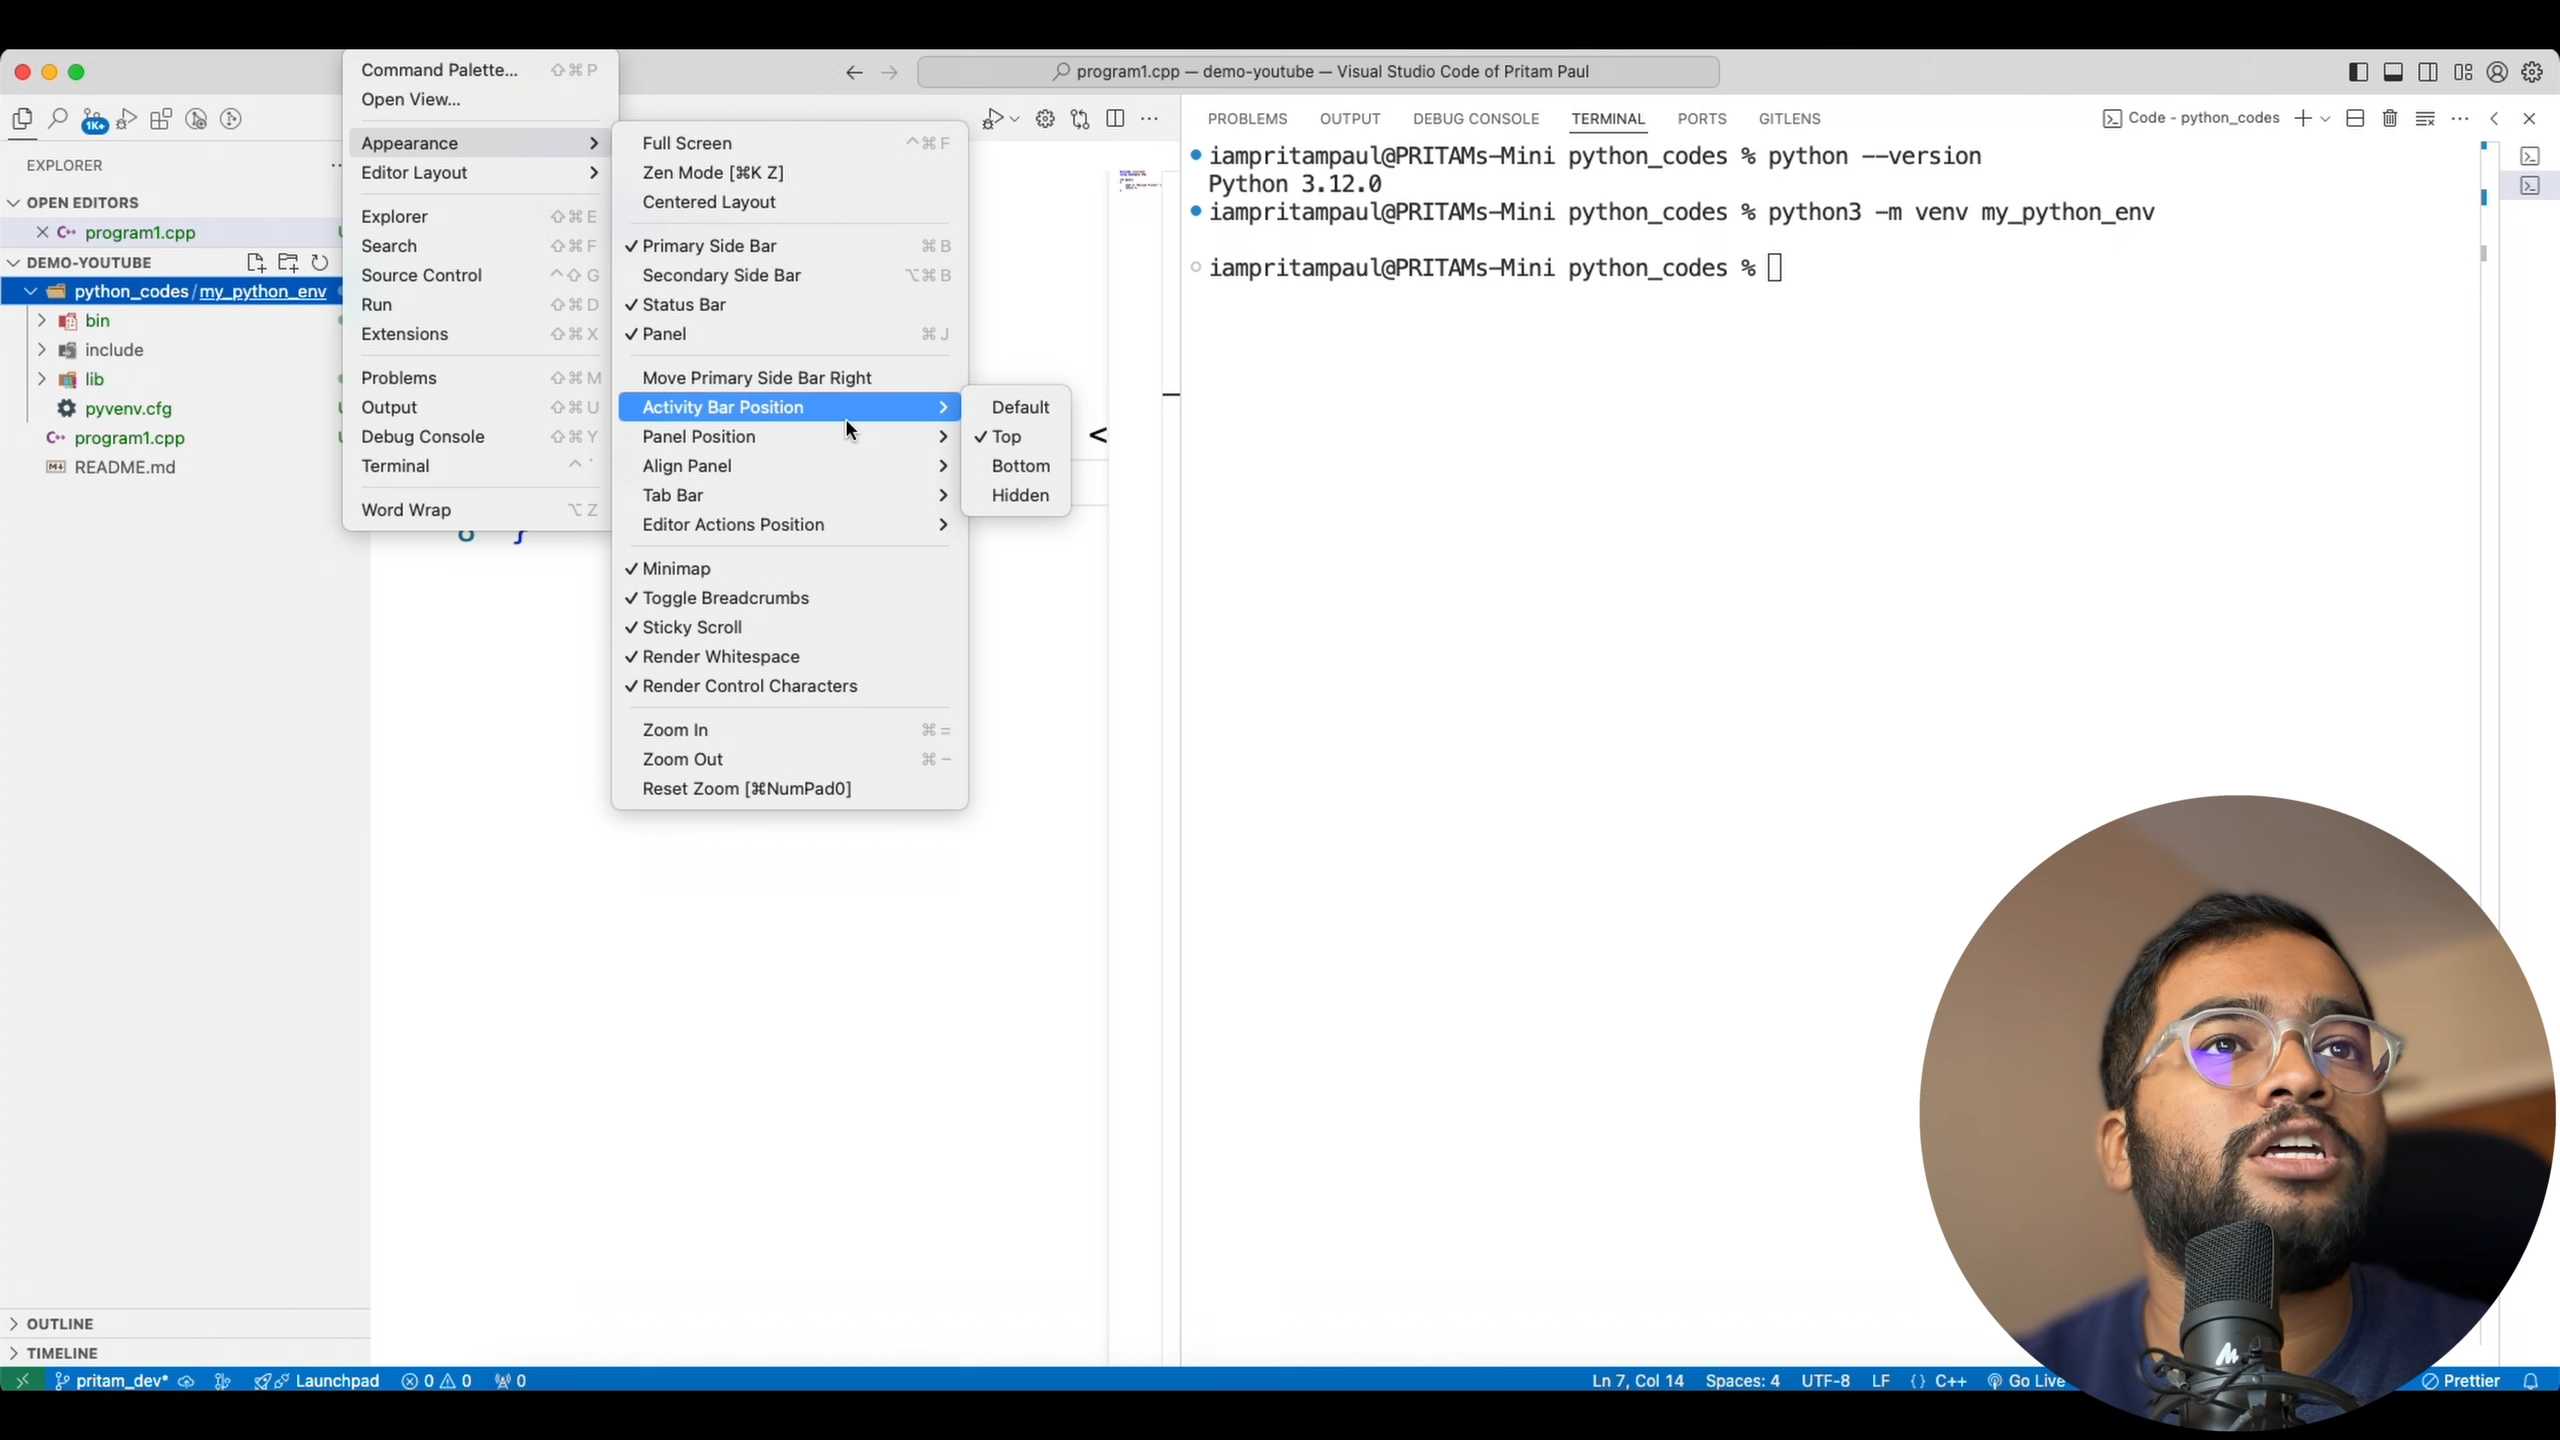 program1.cpp — demo-youtube — Visual Studio Code of Pritam Paul
Command Palette... ⇧⌘P
Open View...
Appearance
Editor Layout
Explorer ⇧⌘E
Search ⇧⌘F
Source Control ^⇧G
Run ⇧⌘D
Extensions ⇧⌘X
Problems ⇧⌘M
Output ⇧⌘U
Debug Console ⇧⌘Y
Terminal ^`
Word Wrap ⌥Z
Full Screen ^⌘F
Zen Mode [⌘K Z]
Centered Layout
✓ Primary Side Bar ⌘B
Secondary Side Bar ⌥⌘B
✓ Status Bar
✓ Panel ⌘J
Move Primary Side Bar Right
Activity Bar Position
Panel Position
Align Panel
Tab Bar
Editor Actions Position
✓ Minimap
✓ Toggle Breadcrumbs
✓ Sticky Scroll
✓ Render Whitespace
✓ Render Control Characters
Zoom In ⌘=
Zoom Out ⌘-
Reset Zoom [⌘NumPad0]
Default
✓ Top
Bottom
Hidden
1K+
EXPLORER
OPEN EDITORS
program1.cpp
DEMO-YOUTUBE
python_codes / my_python_env
bin
include
lib
pyvenv.cfg
program1.cpp
README.md
OUTLINE
TIMELINE
<
}
PROBLEMS OUTPUT DEBUG CONSOLE TERMINAL PORTS GITLENS
Code - python_codes
iampritampaul@PRITAMs-Mini python_codes % python --version
Python 3.12.0
iampritampaul@PRITAMs-Mini python_codes % python3 -m venv my_python_env
iampritampaul@PRITAMs-Mini python_codes %
pritam_dev* Launchpad 0 0 0
Ln 7, Col 14 Spaces: 4 UTF-8 LF {} C++ Go Live Prettier